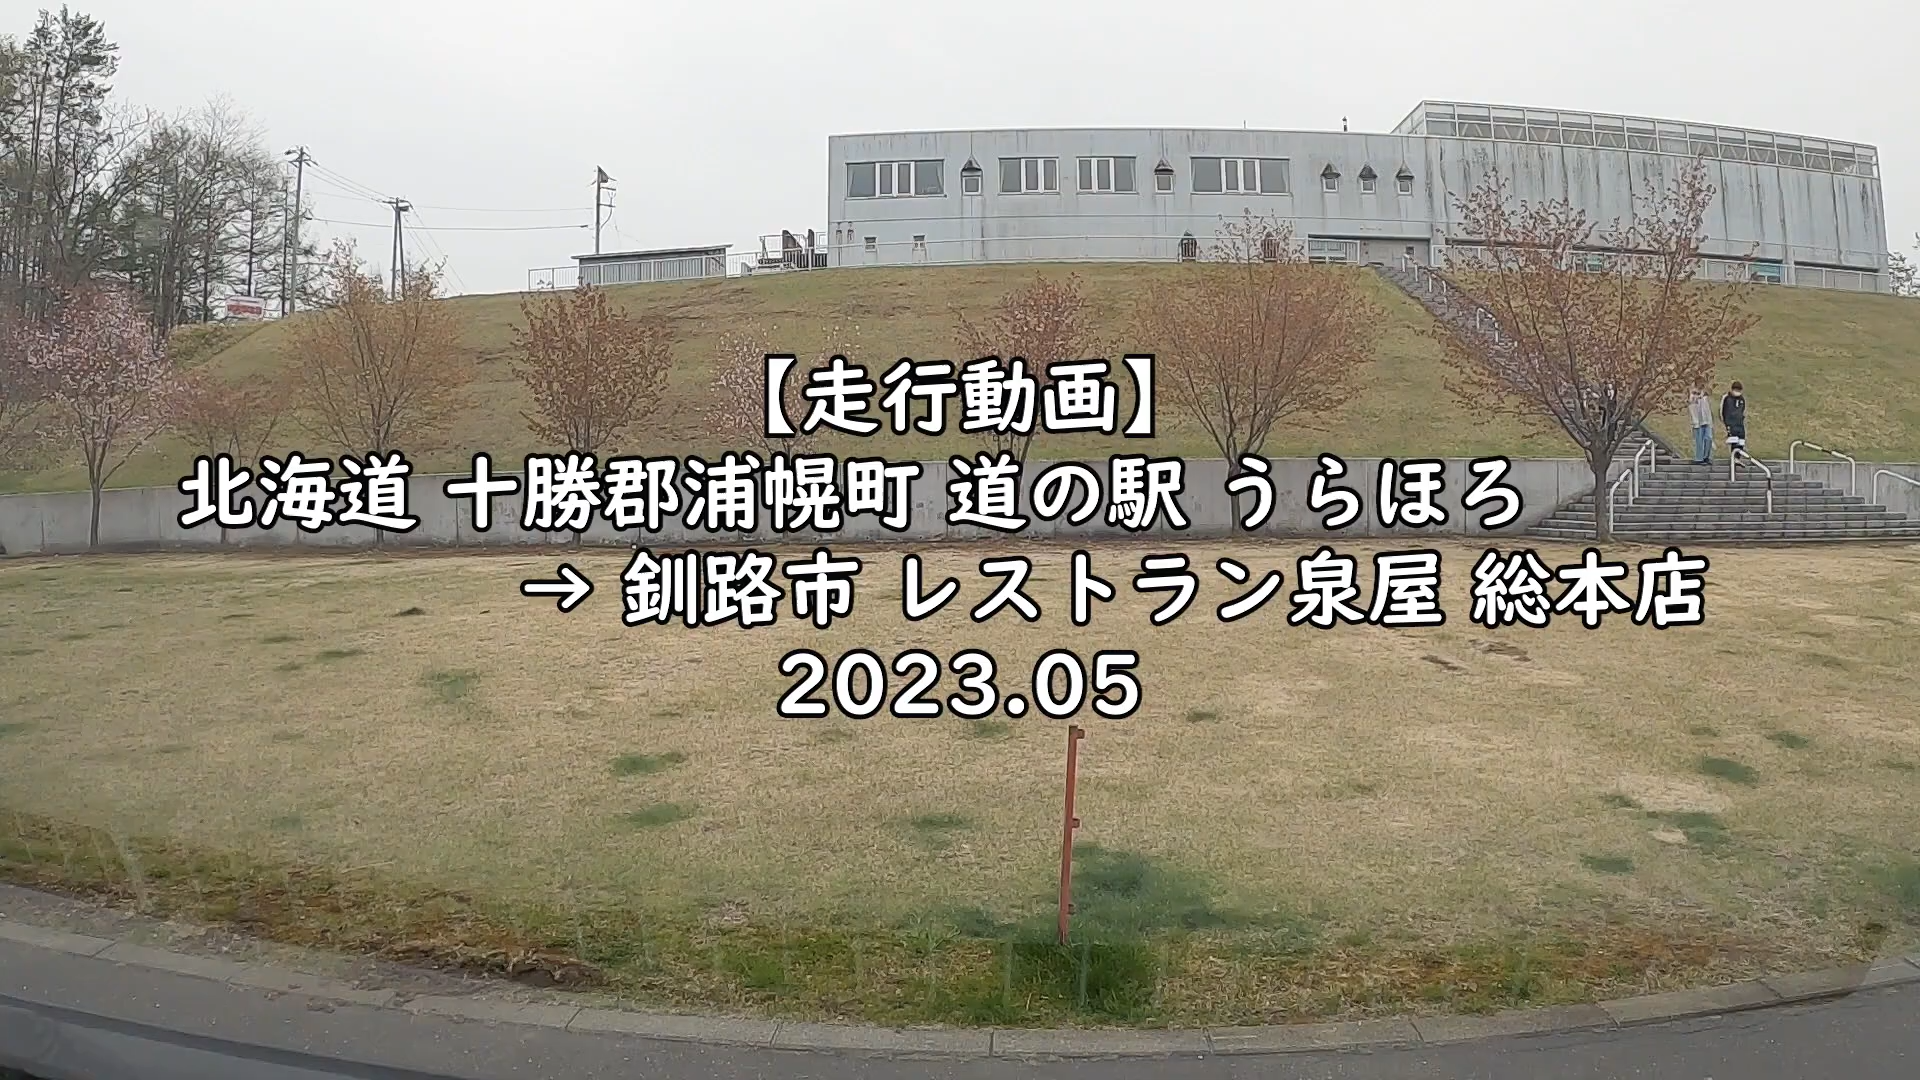 【走行動画】
北海道 十勝郡浦幌町 道の駅 うらほろ
→ 釧路市 レストラン泉屋 総本店
2023.05